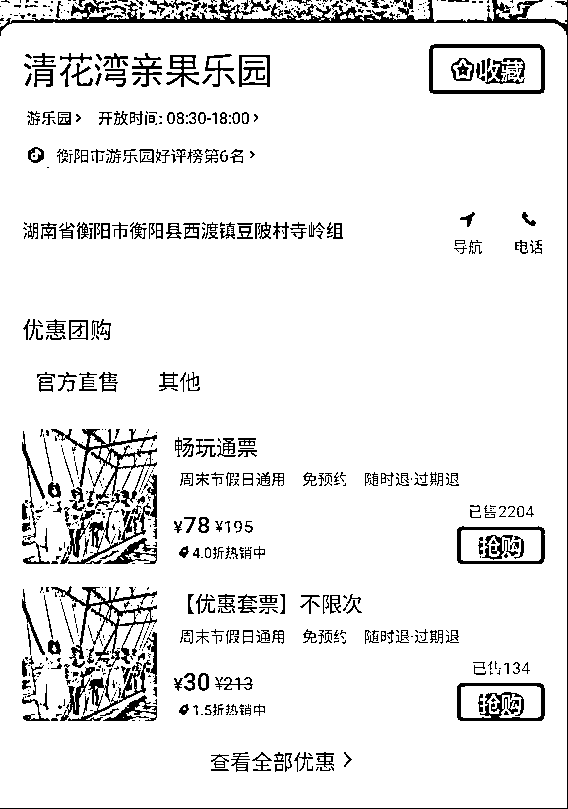 清花湾亲果乐园
收藏
游乐园> 开放时间: 08:30-18:00>
衡阳市游乐园好评榜第6名>
湖南省衡阳市衡阳县西渡镇豆陂村寺岭组
导航 电话
优惠团购
官方直售 其他
畅玩通票
周末节假日通用 免预约 随时退·过期退
已售2204
¥78 ¥195
抢购
4.0折热销中
【优惠套票】不限次
周末节假日通用 免预约 随时退·过期退
已售134
¥30 ¥213
抢购
1.5折热销中
查看全部优惠>